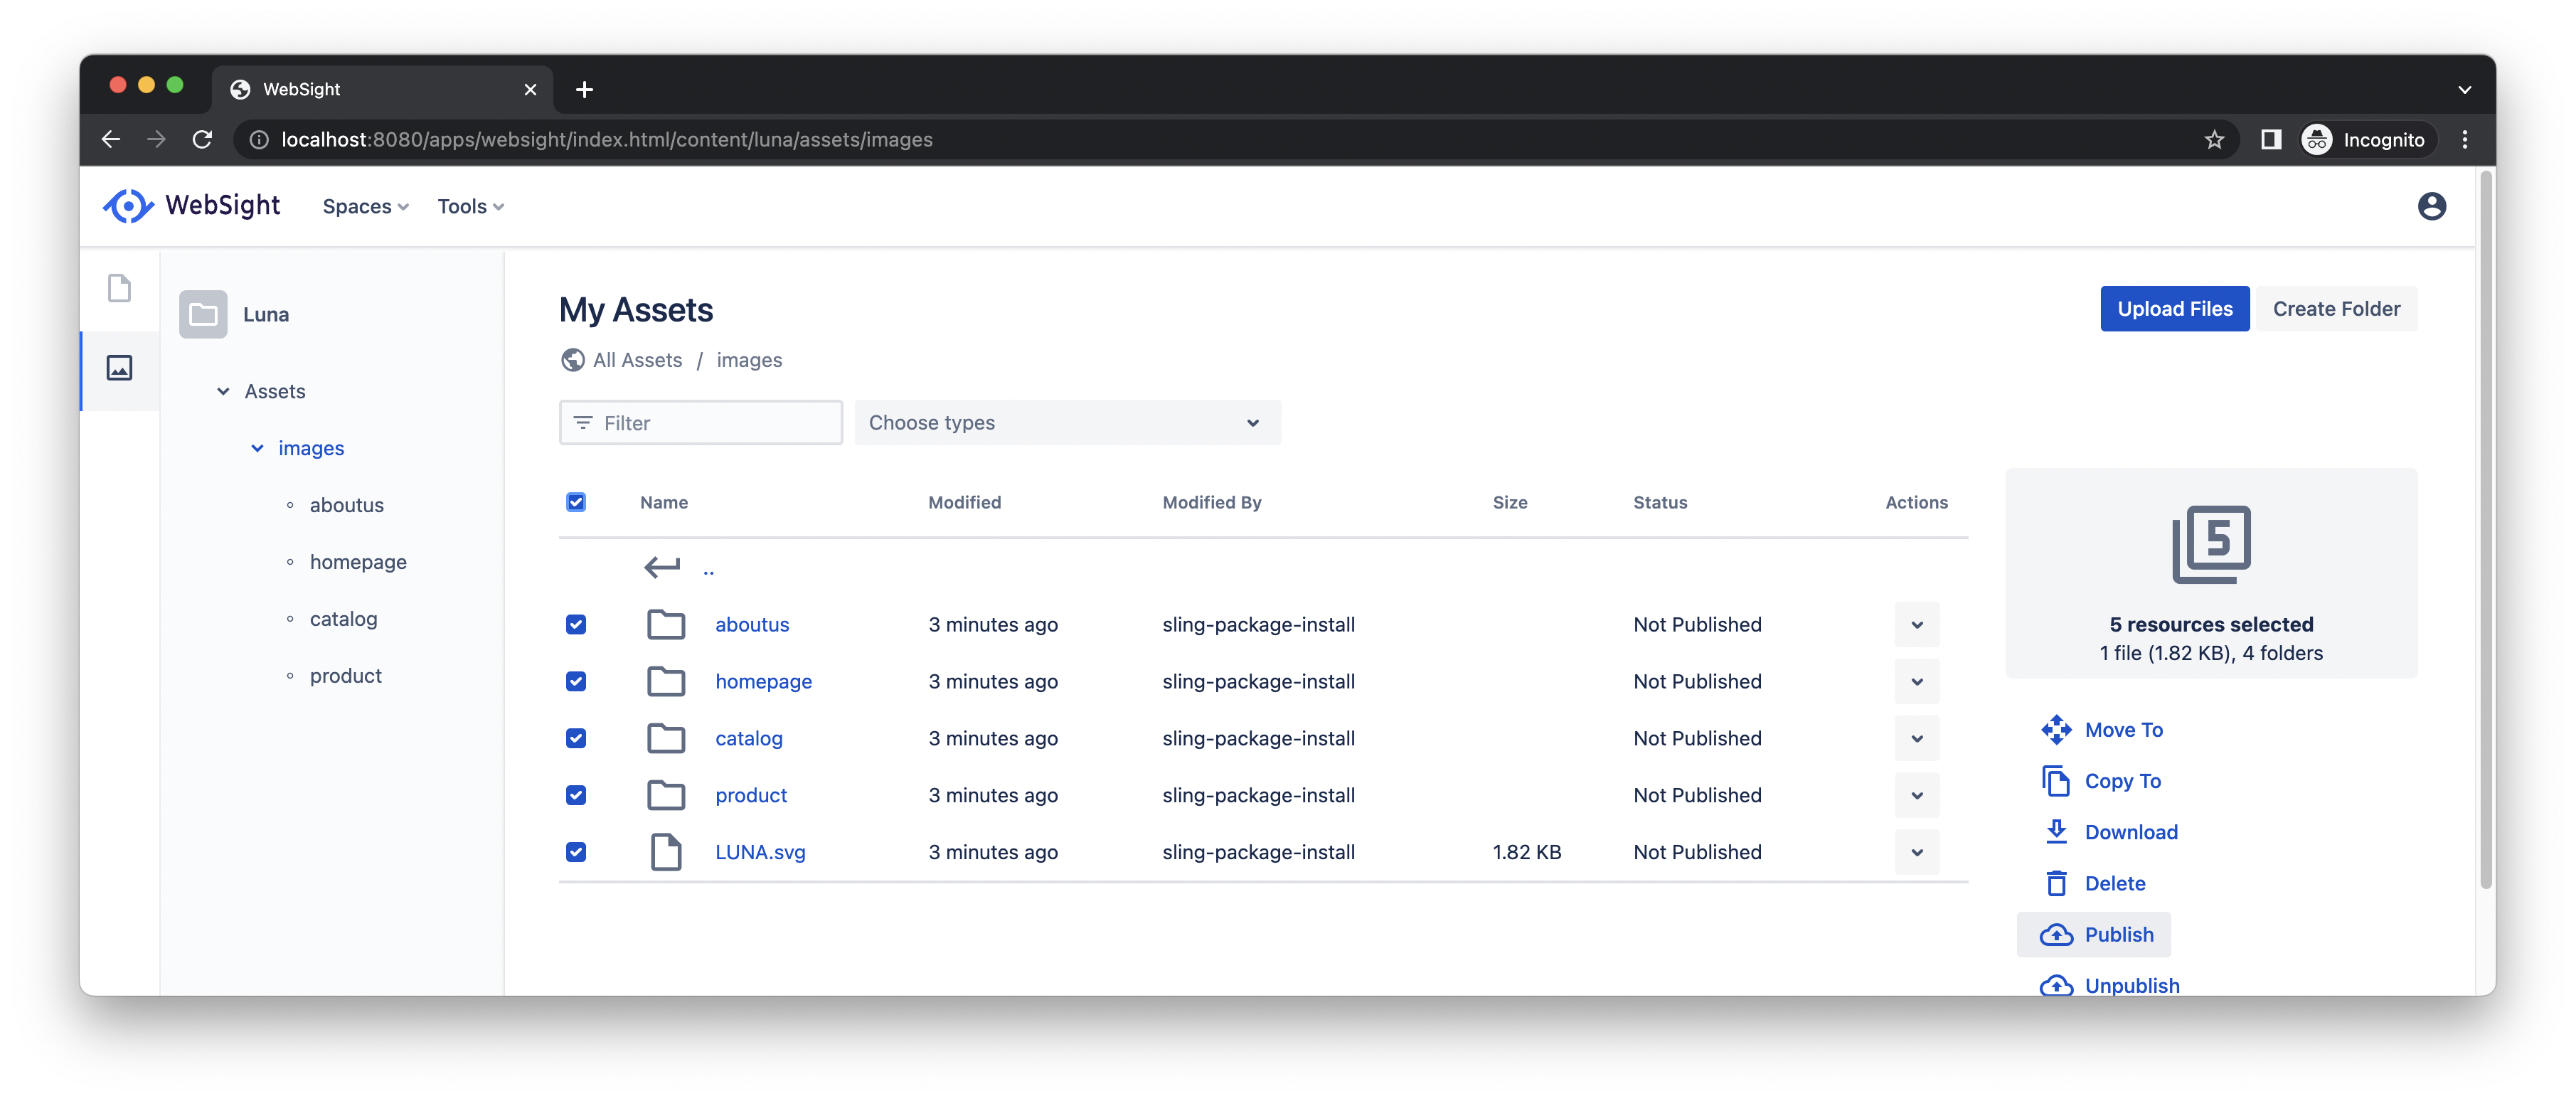 WebSight
localhost:8080/apps/websight/index.html/content/luna/assets/images
Incognito
WebSight
Spaces
Tools
Luna
Assets
images
aboutus
homepage
catalog
product
My Assets
Upload Files
Create Folder
All Assets / images
Filter
Choose types
Name Modified Modified By Size Status Actions
..
aboutus 3 minutes ago sling-package-install Not Published
homepage 3 minutes ago sling-package-install Not Published
catalog 3 minutes ago sling-package-install Not Published
product 3 minutes ago sling-package-install Not Published
LUNA.svg 3 minutes ago sling-package-install 1.82 KB Not Published
5
5 resources selected
1 file (1.82 KB), 4 folders
Move To
Copy To
Download
Delete
Publish
Unpublish